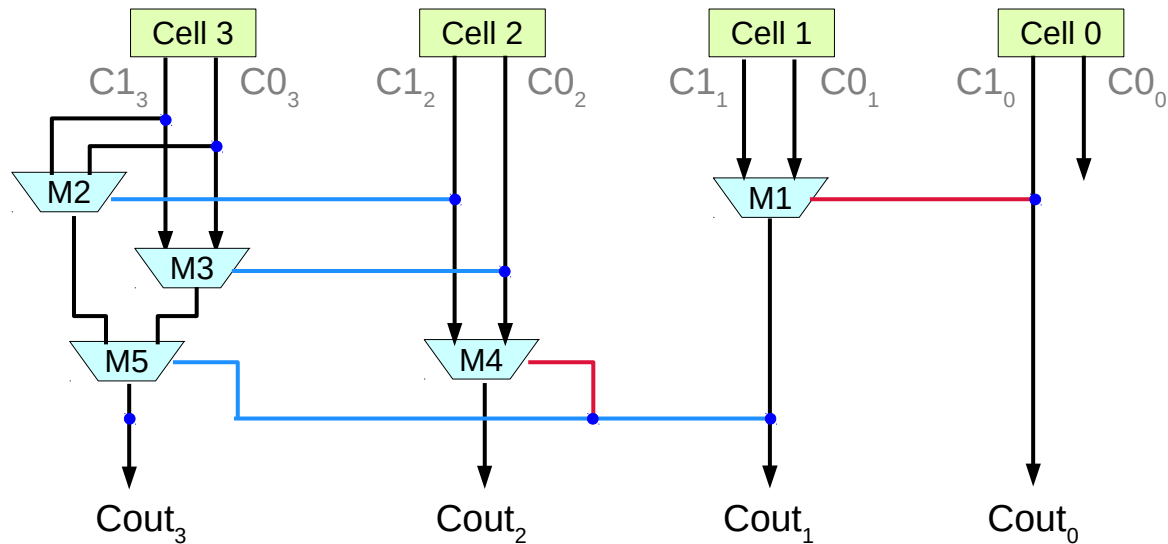 Cell 3 Cell 2 Cell 1 Cell 0
C1₃ C0₃ C1₂ C0₂ C1₁ C0₁ C1₀ C0₀
M2 M1
M3
M5 M4
Cout₃ Cout₂ Cout₁ Cout₀